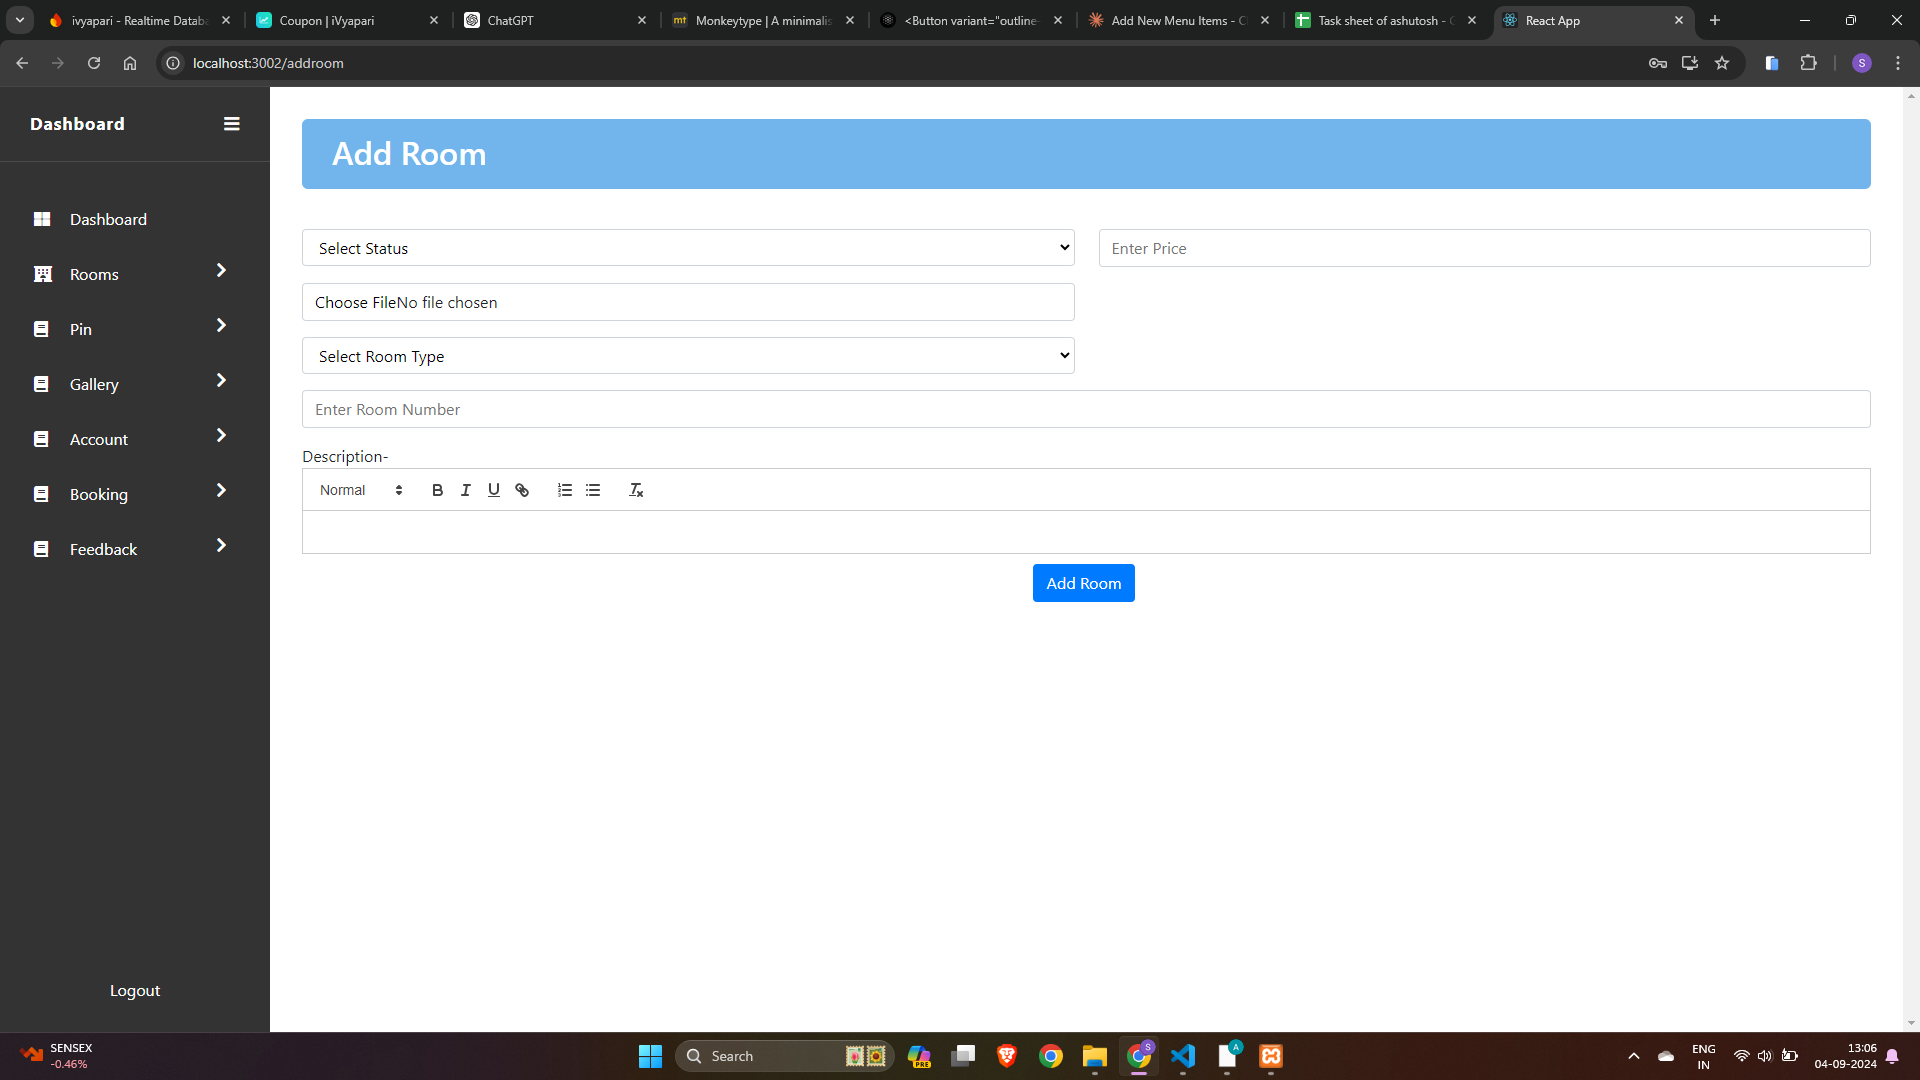 ivyapari - Realtime Databa
Coupon | iVyapari
ChatGPT
Monkeytype | A minimalis
<Button variant="outline-
Add New Menu Items - C
Task sheet of ashutosh - G
React App
localhost:3002/addroom
S
Dashboard
Dashboard
Rooms
Pin
Gallery
Account
Booking
Feedback
Logout
Add Room
Select Status
Enter Price
Choose FileNo file chosen
Select Room Type
Enter Room Number
Description-
Normal
Add Room
SENSEX
-0.46%
Search
PRE
S
A
ENG
IN
13:06
04-09-2024